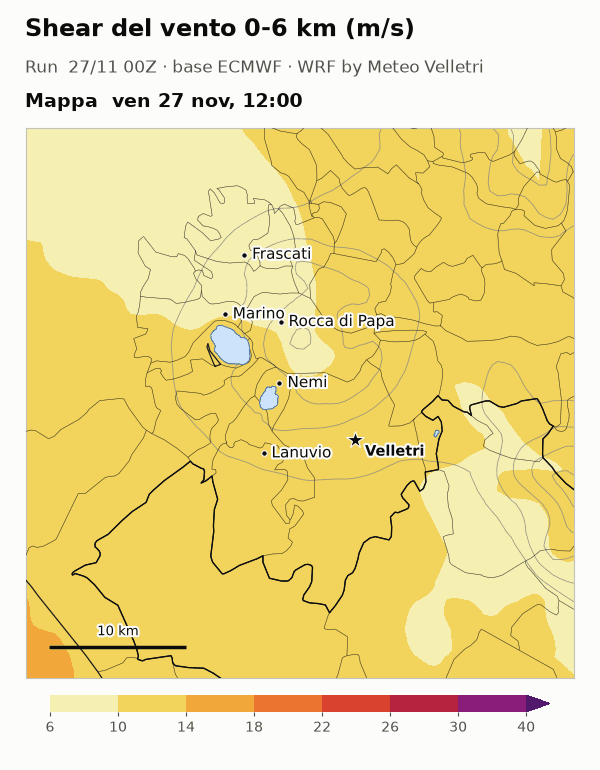 Shear del vento 0-6 km (m/s)
Run  27/11 00Z · base ECMWF · WRF by Meteo Velletri
Mappa  ven 27 nov, 12:00
Frascati
Marino
Rocca di Papa
Nemi
Velletri
Lanuvio
10 km
6 10 14 18 22 26 30 40